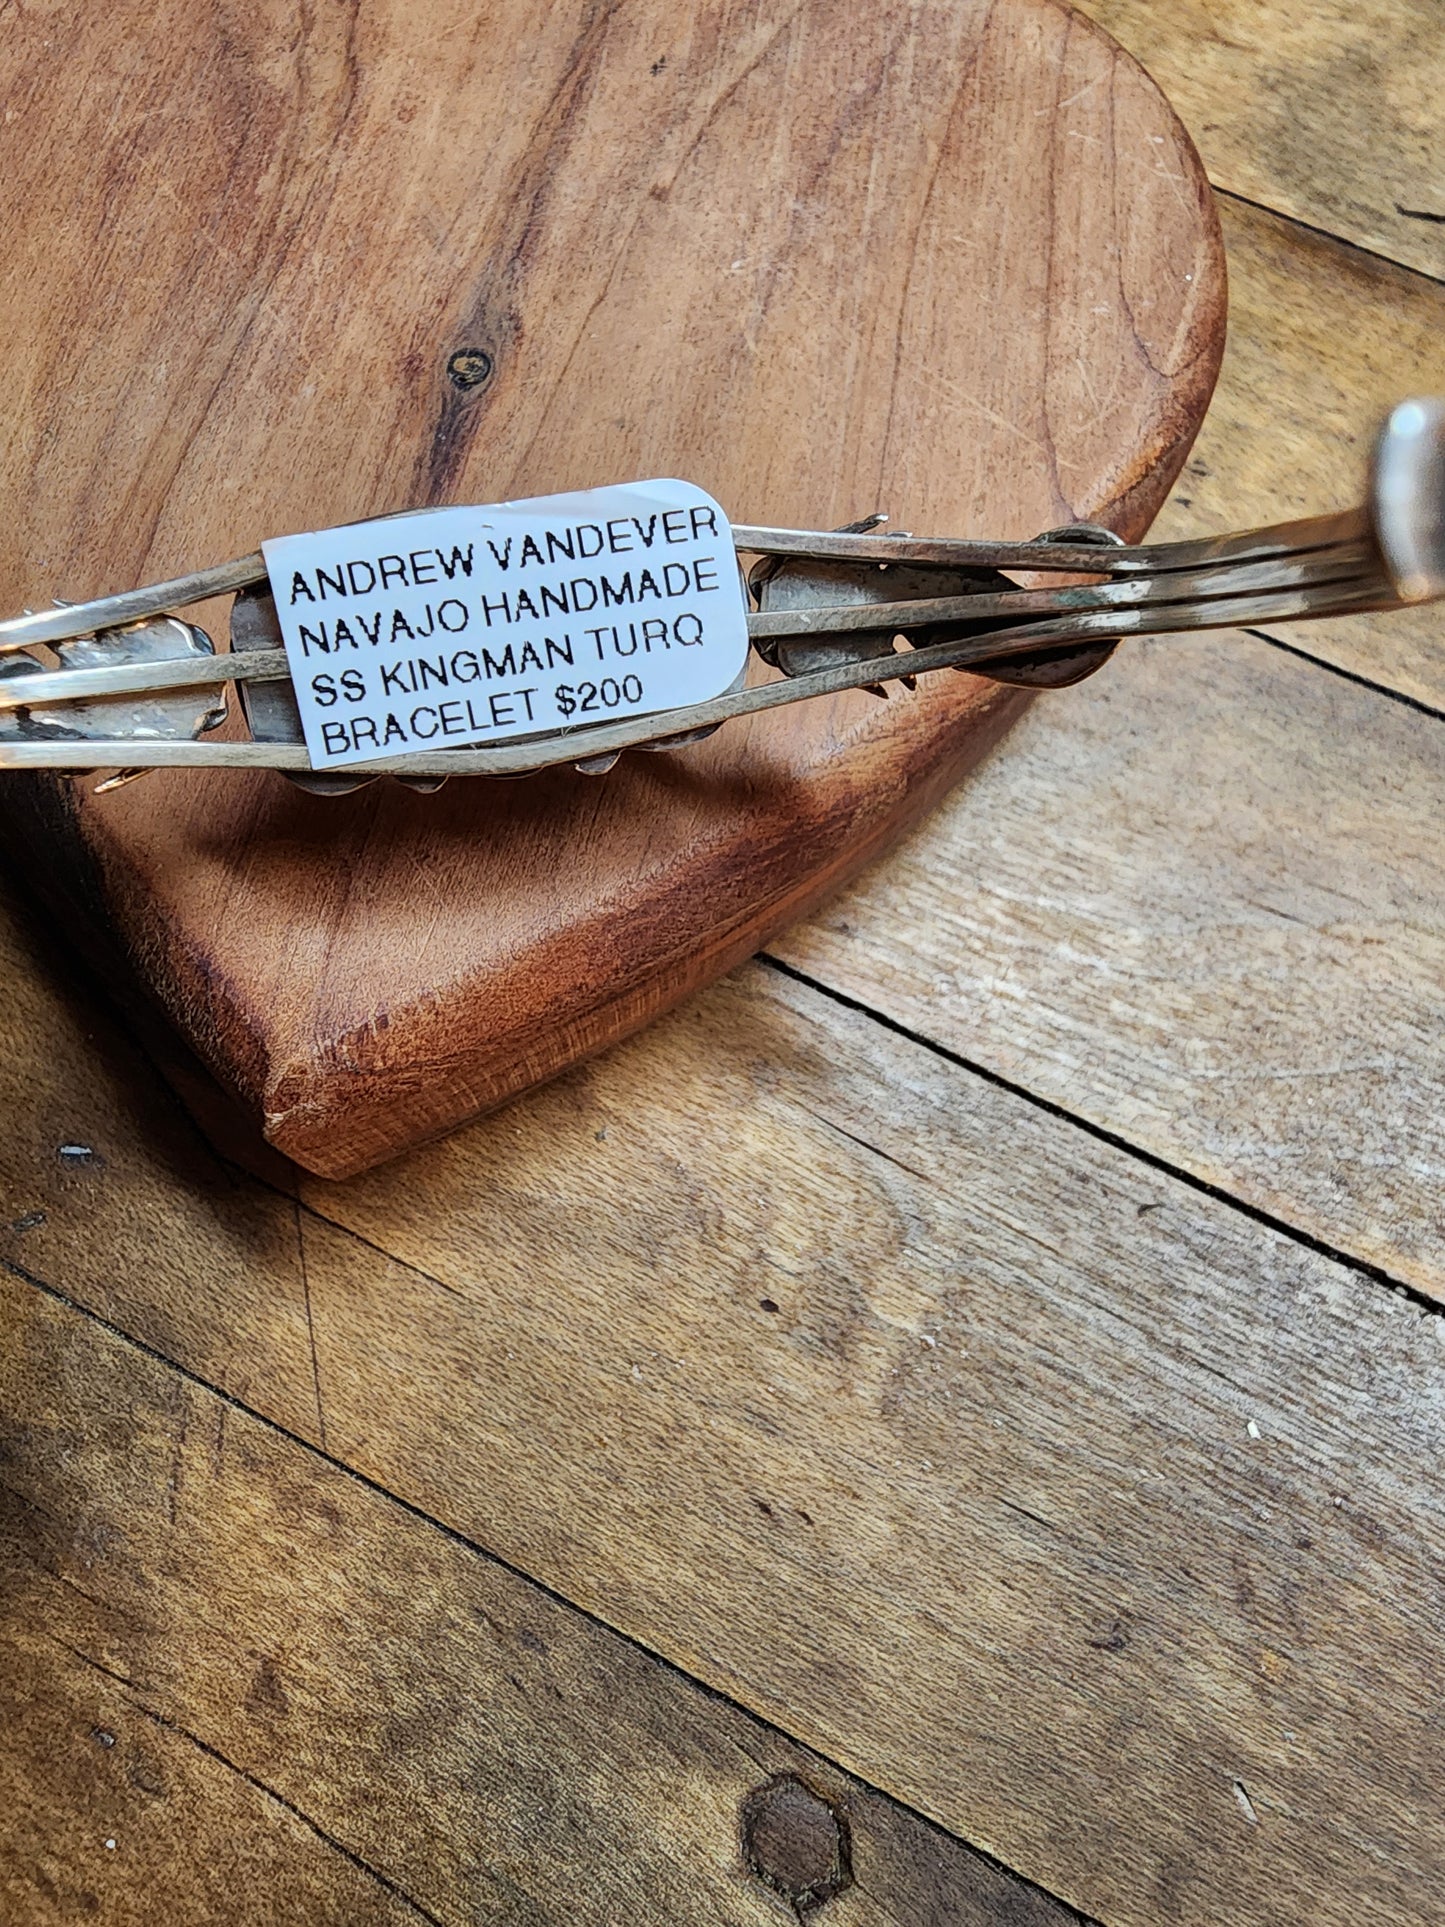 ANDREW VANDEVER
NAVAJO HANDMADE
SS KINGMAN TURQ
BRACELET $200